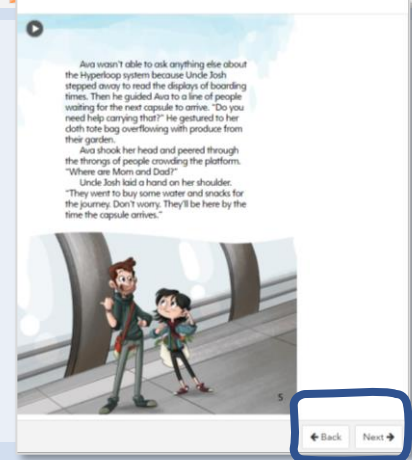 Ava wasn't able to ask anything else about
the Hyperloop system because Uncle Josh
stepped away to read the displays of boarding
times. Then he guided Ava to a line of people
waiting for the next capsule to arrive. "Do you
need help carrying that?" He gestured to her
cloth tote bag overflowing with produce from
their garden.
Ava shook her head and peered through
the throngs of people crowding the platform.
"Where are Mom and Dad?"
Uncle Josh laid a hand on her shoulder.
"They went to buy some water and snacks for
the journey. Don't worry. They'll be here by the
time the capsule arrives."
5
Back
Next